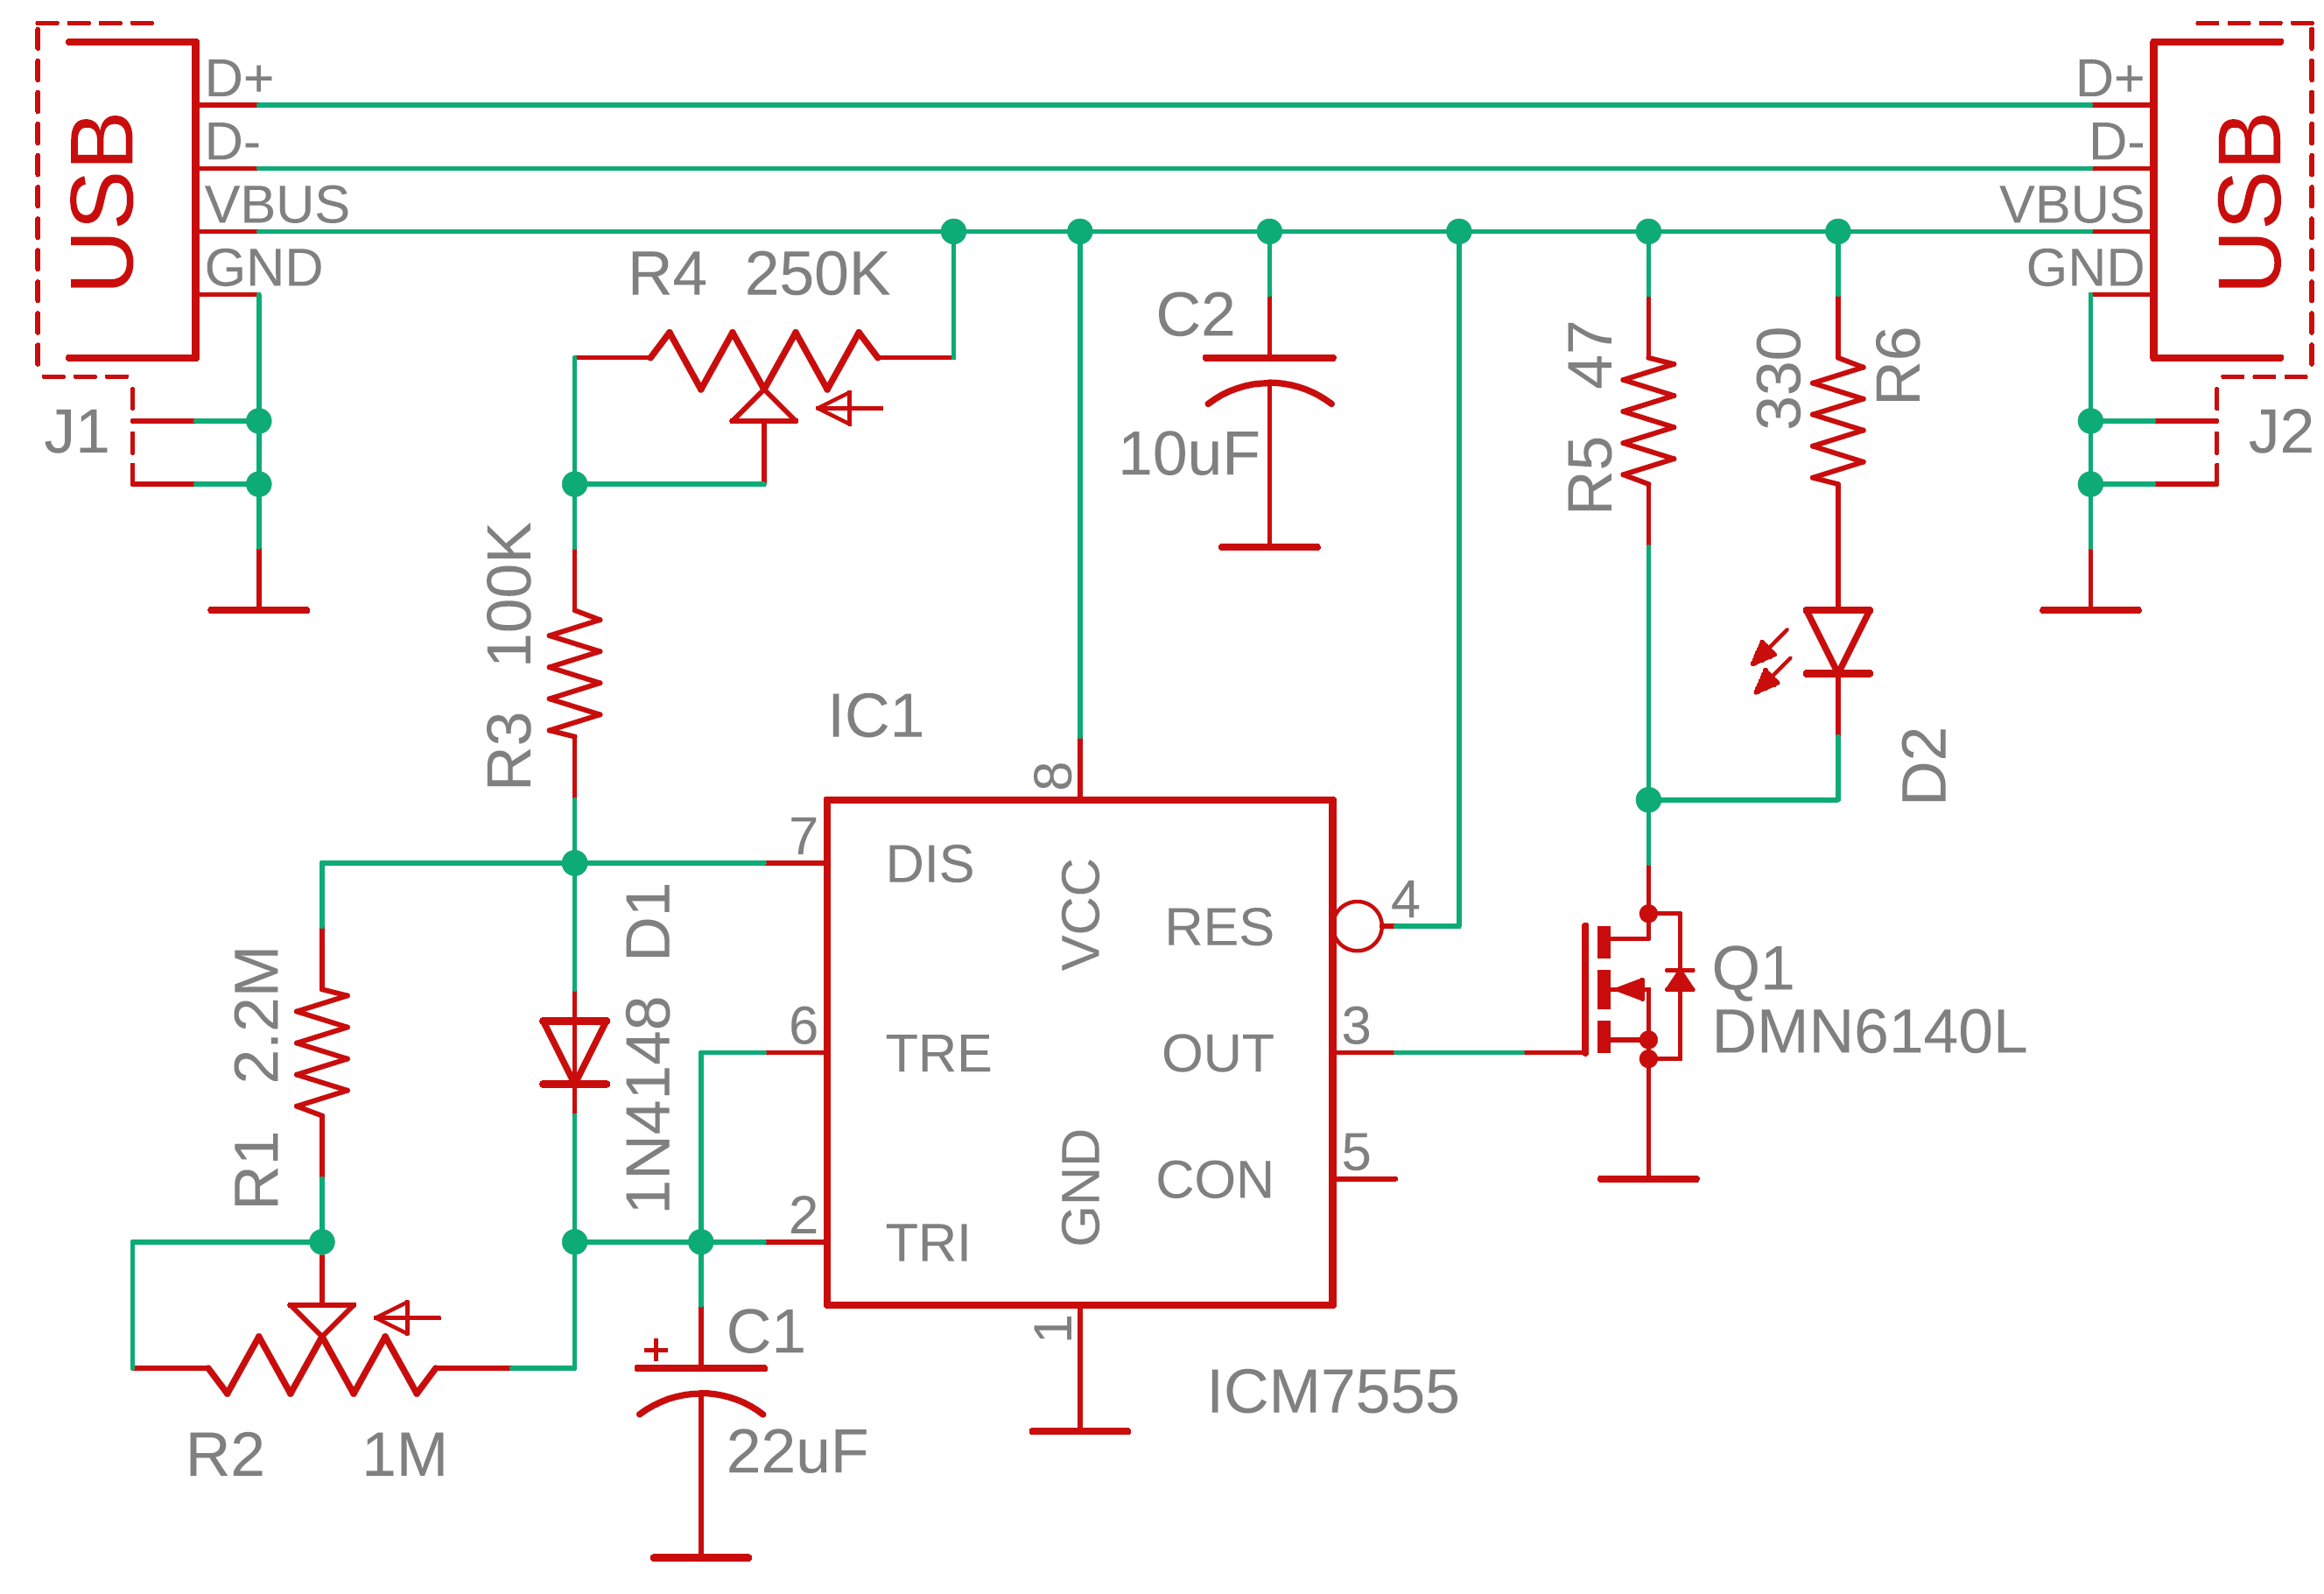 USB
D+
D-
VBUS
GND
J1
D+
D-
VBUS
GND
USB
J2
R4 250K
C2
10uF
R5 47
330
R6
D2
R3 100K
IC1
8
7
DIS
VCC
RES
4
6
TRE
OUT
3
CON
5
2
TRI
GND
1
ICM7555
Q1
DMN6140L
R1 2.2M
1N4148 D1
R2 1M
+
C1
22uF